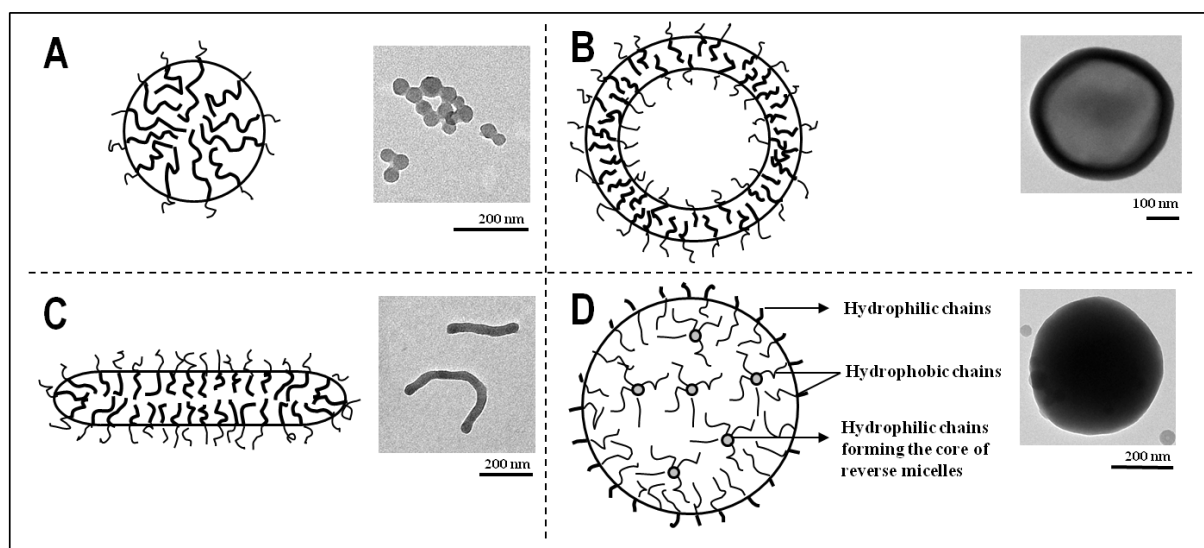 A
200 nm
B
100 nm
C
200 nm
D
Hydrophilic chains
Hydrophobic chains
Hydrophilic chains
forming the core of
reverse micelles
200 nm